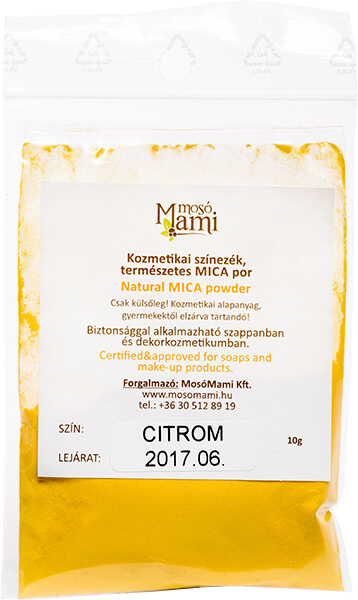 mosó
Mami
Kozmetikai színezék,
természetes MICA por
Natural MICA powder
Csak külsőleg! Kozmetikai alapanyag,
gyermekektől elzárva tartandó!
Biztonsággal alkalmazható szappanban
és dekorkozmetikumban.
Certified&approved for soaps and
make-up products.
Forgalmazó: MosóMami Kft.
www.mosomami.hu
tel.: +36 30 512 89 19
SZÍN: CITROM 10g
LEJÁRAT: 2017.06.